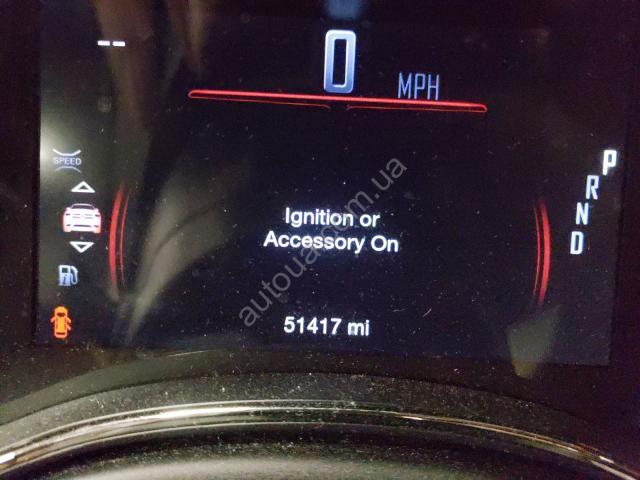 --
0 MPH
SPEED
P
R
N
D
Ignition or
Accessory On
51417 mi
autoua.com.ua